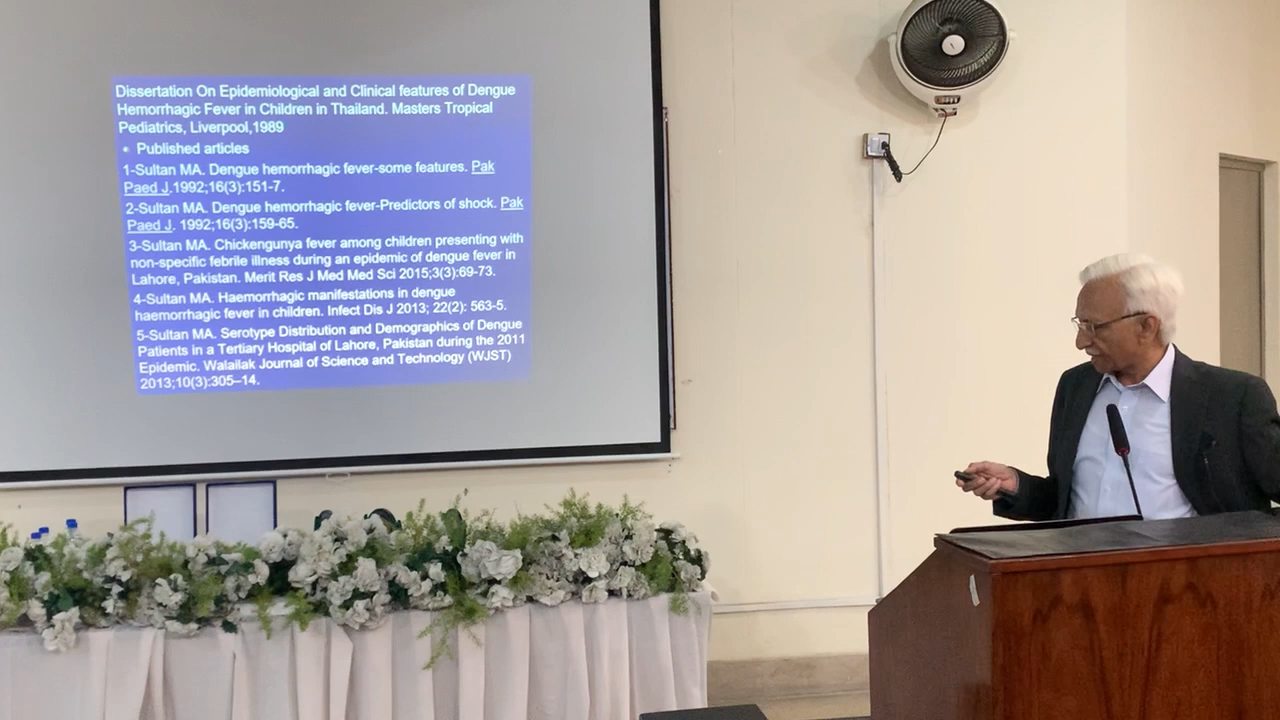 Dissertation On Epidemiological and Clinical features of Dengue
Hemorrhagic Fever in Children in Thailand. Masters Tropical
Pediatrics, Liverpool,1989
• Published articles
1-Sultan MA. Dengue hemorrhagic fever-some features. Pak
Paed J.1992;16(3):151-7.
2-Sultan MA. Dengue hemorrhagic fever-Predictors of shock. Pak
Paed J. 1992;16(3):159-65.
3-Sultan MA. Chickengunya fever among children presenting with
non-specific febrile illness during an epidemic of dengue fever in
Lahore, Pakistan. Merit Res J Med Med Sci 2015;3(3):69-73.
4-Sultan MA. Haemorrhagic manifestations in dengue
haemorrhagic fever in children. Infect Dis J 2013; 22(2): 563-5.
5-Sultan MA. Serotype Distribution and Demographics of Dengue
Patients in a Tertiary Hospital of Lahore, Pakistan during the 2011
Epidemic. Walailak Journal of Science and Technology (WJST)
2013;10(3):305–14.